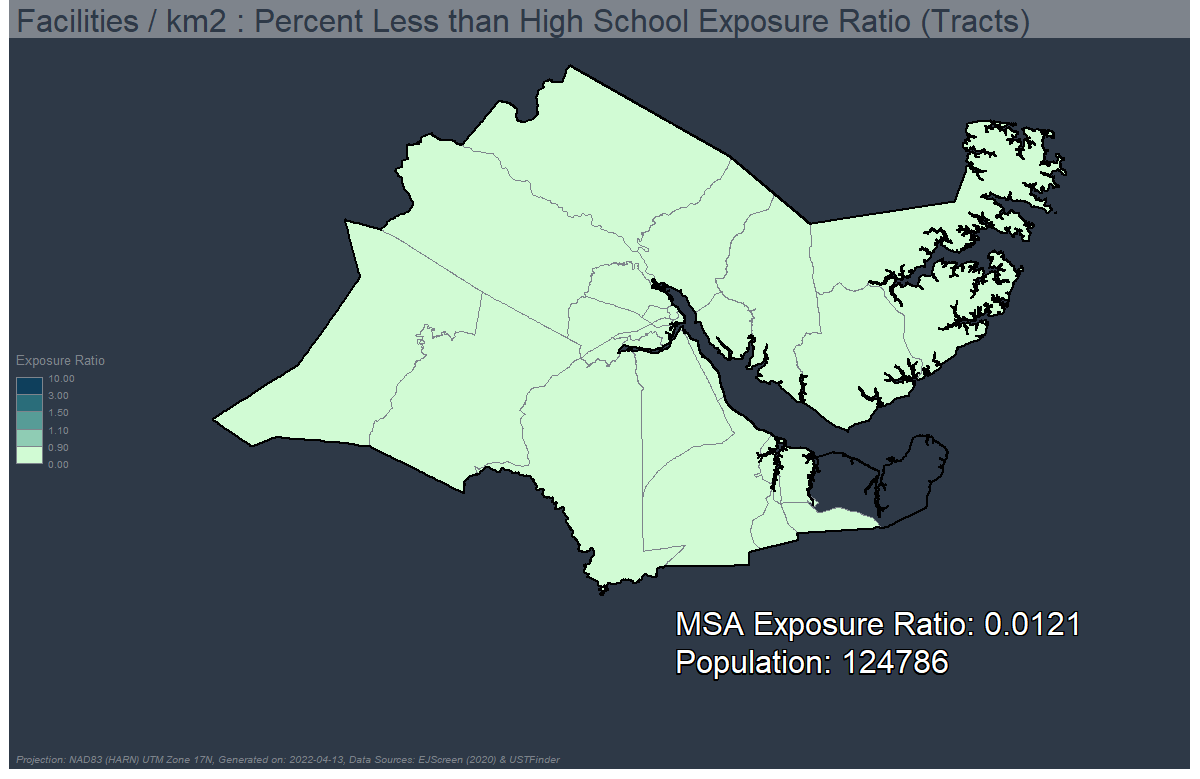 Facilities / km2 : Percent Less than High School Exposure Ratio (Tracts)
Exposure Ratio
10.00
3.00
1.50
1.10
0.90
0.00
MSA Exposure Ratio: 0.0121
Population: 124786
Projection: NAD83 (HARN) UTM Zone 17N, Generated on: 2022-04-13, Data Sources: EJScreen (2020) & USTFinder